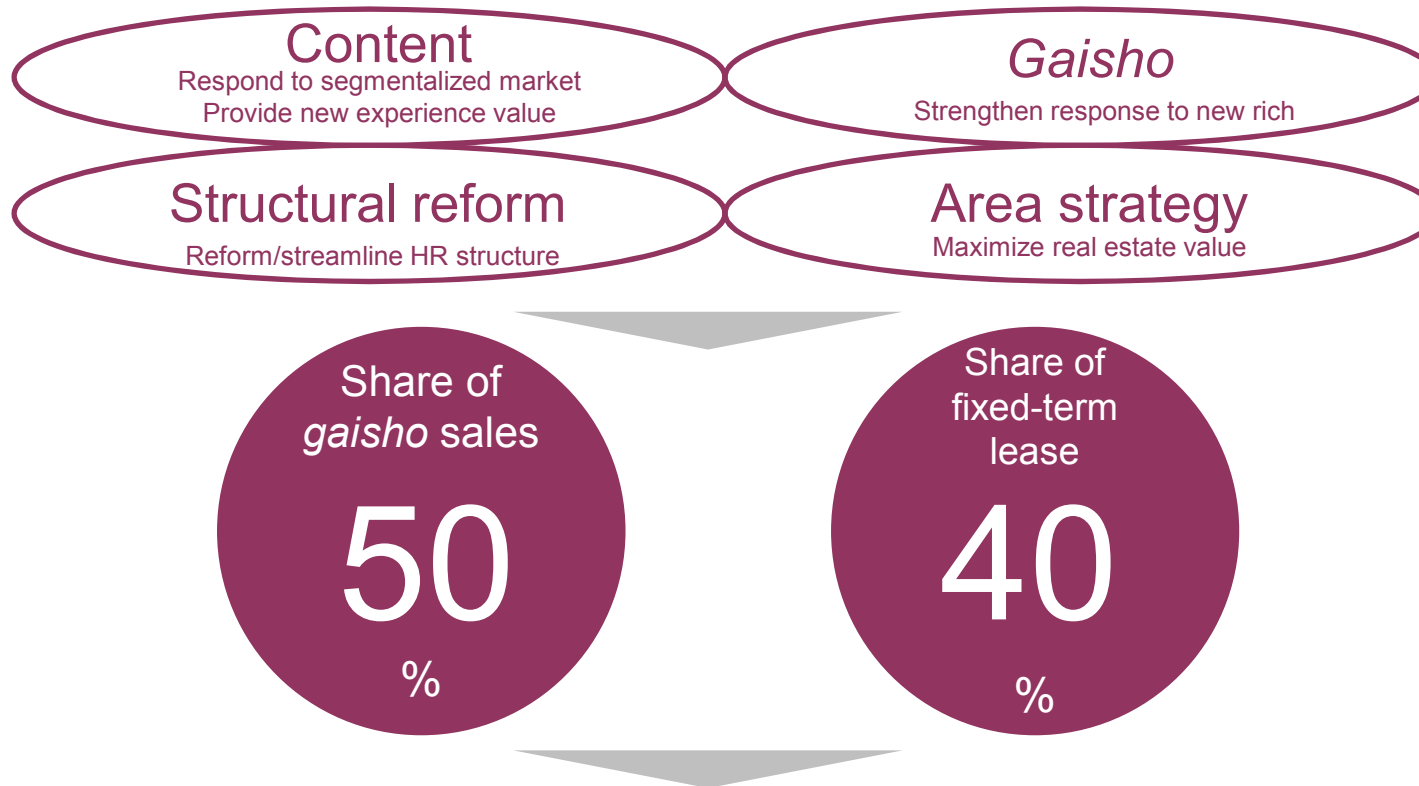 Content
Respond to segmentalized market
Provide new experience value
Gaisho
Strengthen response to new rich
Structural reform
Reform/streamline HR structure
Area strategy
Maximize real estate value
Share of
gaisho sales
50
%
Share of
fixed-term
lease
40
%